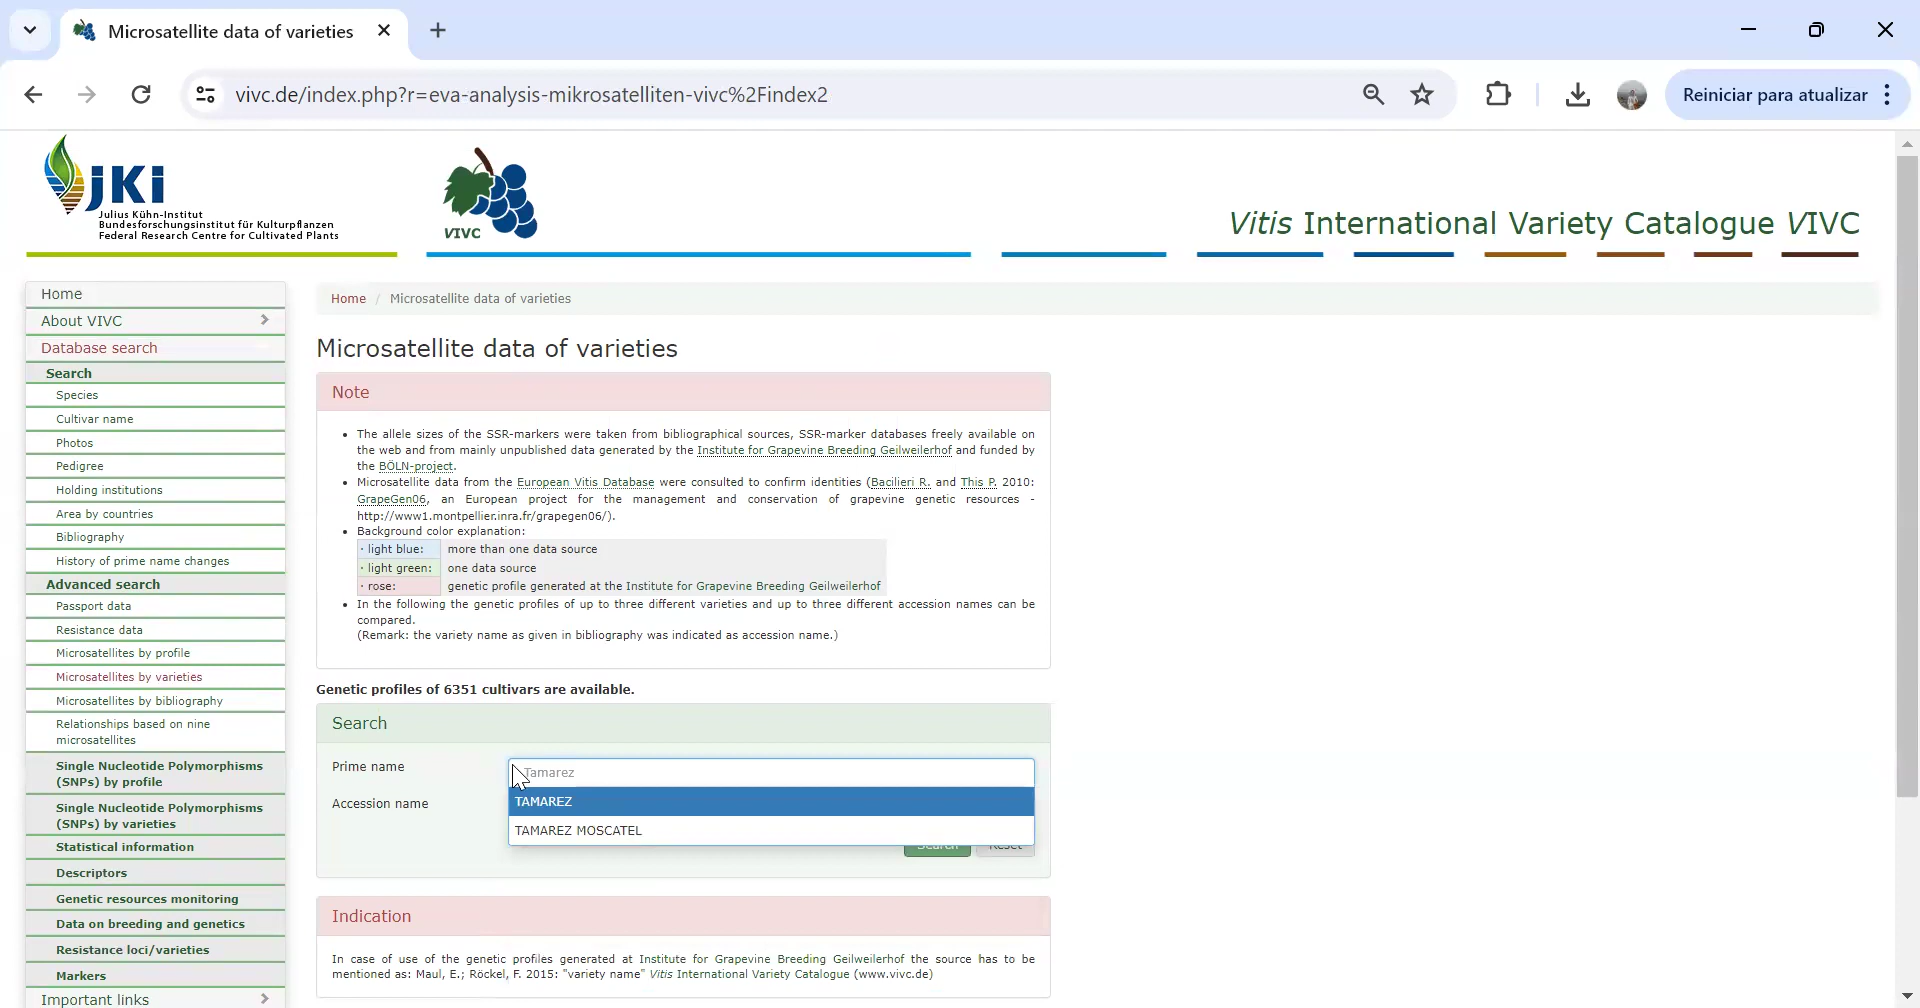 Microsatellite data of varieties
vivc.de/index.php?r=eva-analysis-mikrosatelliten-vivc%2Findex2
Reiniciar para atualizar
JKI
Julius Kühn-Institut
Bundesforschungsinstitut für Kulturpflanzen
Federal Research Centre for Cultivated Plants
VIVC
Vitis International Variety Catalogue VIVC
Home
About VIVC
Database search
Search
Species
Cultivar name
Photos
Pedigree
Holding institutions
Area by countries
Bibliography
History of prime name changes
Advanced search
Passport data
Resistance data
Microsatellites by profile
Microsatellites by varieties
Microsatellites by bibliography
Relationships based on nine
microsatellites
Single Nucleotide Polymorphisms
(SNPs) by profile
Single Nucleotide Polymorphisms
(SNPs) by varieties
Statistical information
Descriptors
Genetic resources monitoring
Data on breeding and genetics
Resistance loci/varieties
Markers
Important links
Home / Microsatellite data of varieties
Microsatellite data of varieties
Note
• The allele sizes of the SSR-markers were taken from bibliographical sources, SSR-marker databases freely available on
the web and from mainly unpublished data generated by the Institute for Grapevine Breeding Geilweilerhof and funded by
the BÖLN-project.
• Microsatellite data from the European Vitis Database were consulted to confirm identities (Bacilieri R. and This P. 2010:
GrapeGen06, an European project for the management and conservation of grapevine genetic resources -
http://www1.montpellier.inra.fr/grapegen06/).
• Background color explanation:
· light blue: more than one data source
· light green: one data source
· rose: genetic profile generated at the Institute for Grapevine Breeding Geilweilerhof
• In the following the genetic profiles of up to three different varieties and up to three different accession names can be
compared.
(Remark: the variety name as given in bibliography was indicated as accession name.)
Genetic profiles of 6351 cultivars are available.
Search
Prime name
Tamarez
TAMAREZ
Accession name
TAMAREZ MOSCATEL
Search Reset
Indication
In case of use of the genetic profiles generated at Institute for Grapevine Breeding Geilweilerhof the source has to be
mentioned as: Maul, E.; Röckel, F. 2015: "variety name" Vitis International Variety Catalogue (www.vivc.de)